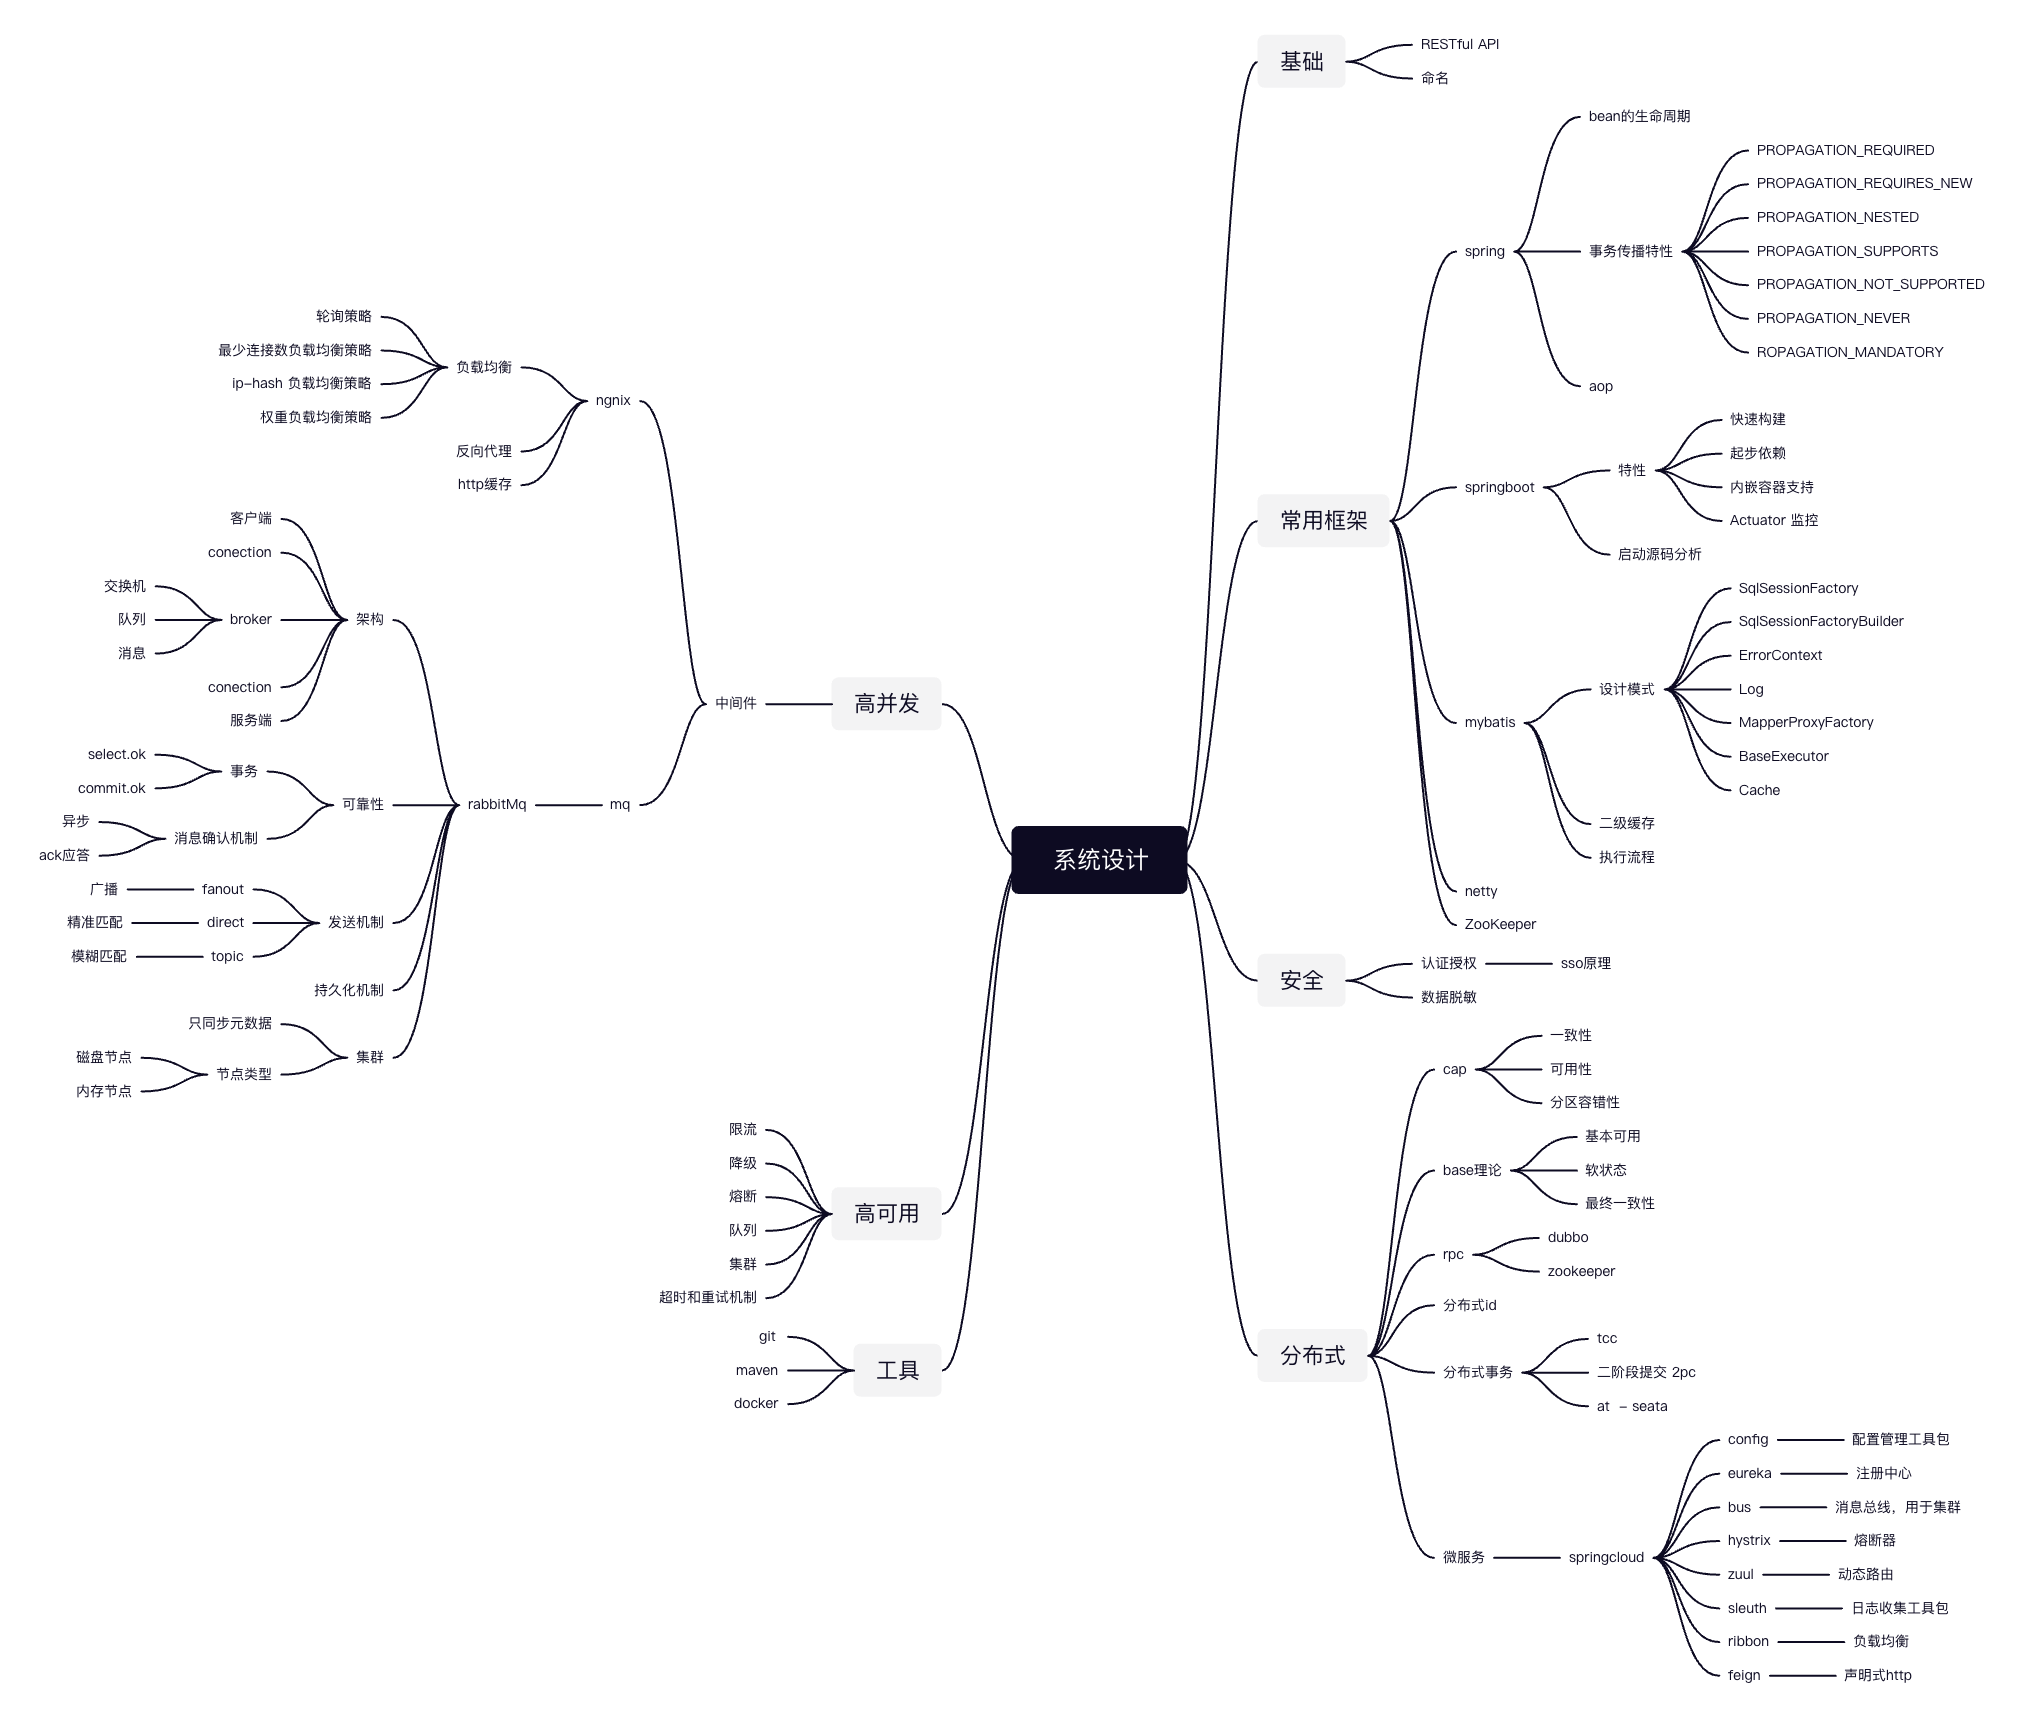 系统设计
基础
RESTful API
命名
常用框架
spring
bean的生命周期
事务传播特性
PROPAGATION_REQUIRED
PROPAGATION_REQUIRES_NEW
PROPAGATION_NESTED
PROPAGATION_SUPPORTS
PROPAGATION_NOT_SUPPORTED
PROPAGATION_NEVER
ROPAGATION_MANDATORY
aop
springboot
特性
快速构建
起步依赖
内嵌容器支持
Actuator 监控
启动源码分析
mybatis
设计模式
SqlSessionFactory
SqlSessionFactoryBuilder
ErrorContext
Log
MapperProxyFactory
BaseExecutor
Cache
二级缓存
执行流程
netty
ZooKeeper
安全
认证授权
sso原理
数据脱敏
分布式
cap
一致性
可用性
分区容错性
base理论
基本可用
软状态
最终一致性
rpc
dubbo
zookeeper
分布式id
分布式事务
tcc
二阶段提交 2pc
at - seata
微服务
springcloud
config
配置管理工具包
eureka
注册中心
bus
消息总线，用于集群
hystrix
熔断器
zuul
动态路由
sleuth
日志收集工具包
ribbon
负载均衡
feign
声明式http
高并发
中间件
ngnix
负载均衡
轮询策略
最少连接数负载均衡策略
ip-hash 负载均衡策略
权重负载均衡策略
反向代理
http缓存
mq
rabbitMq
架构
客户端
conection
broker
交换机
队列
消息
conection
服务端
可靠性
事务
select.ok
commit.ok
消息确认机制
异步
ack应答
发送机制
fanout
广播
direct
精准匹配
topic
模糊匹配
持久化机制
集群
只同步元数据
节点类型
磁盘节点
内存节点
高可用
限流
降级
熔断
队列
集群
超时和重试机制
工具
git
maven
docker